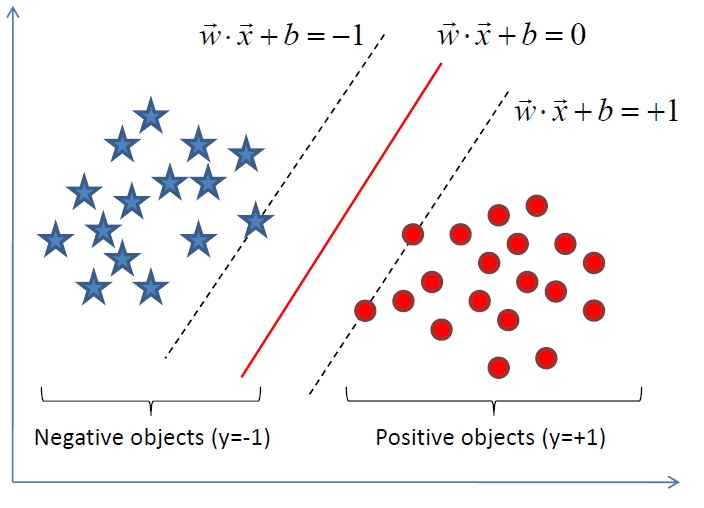 w⃗ · x⃗ + b = −1
w⃗ · x⃗ + b = 0
w⃗ · x⃗ + b = +1
Negative objects (y=-1)
Positive objects (y=+1)